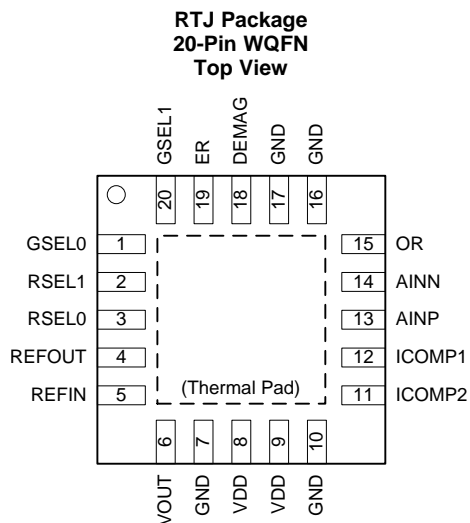 RTJ Package
20-Pin WQFN
Top View
GSEL1
ER
DEMAG
GND
GND
20
19
18
17
16
GSEL0 1
RSEL1 2
RSEL0 3
REFOUT 4
REFIN 5
15 OR
14 AINN
13 AINP
12 ICOMP1
11 ICOMP2
(Thermal Pad)
6
7
8
9
10
VOUT
GND
VDD
VDD
GND